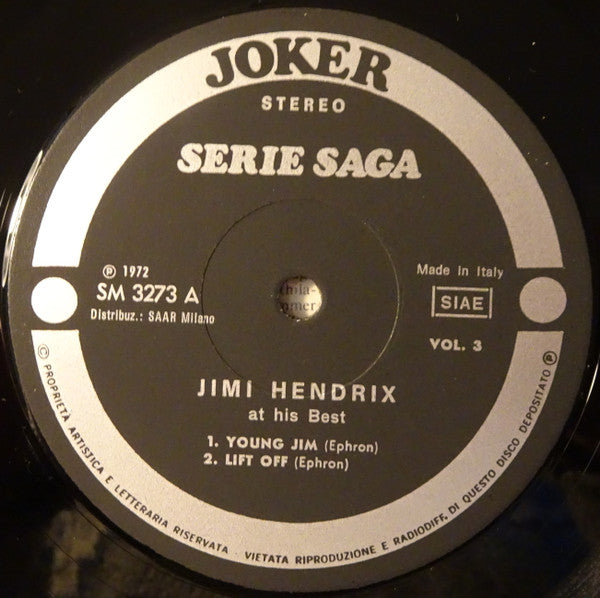 JOKER
STEREO
SERIE SAGA
℗ 1972
SM 3273 A
Distribuz.: SAAR Milano
Made in Italy
SIAE
VOL. 3
JIMI HENDRIX
at his Best
1. YOUNG JIM (Ephron)
2. LIFT OFF (Ephron)
© PROPRIETÀ ARTISTICA E LETTERARIA RISERVATA - VIETATA RIPRODUZIONE E RADIODIFF. DI QUESTO DISCO DEPOSITATO ℗